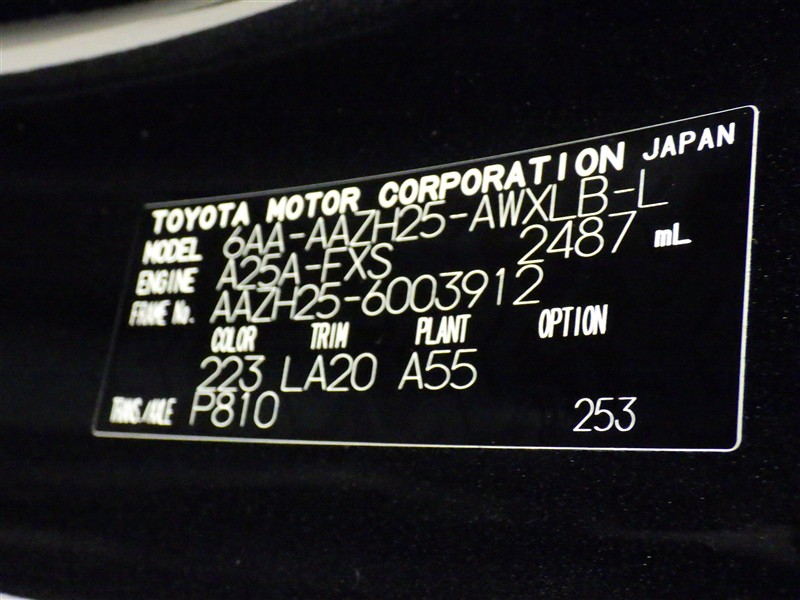 TOYOTA MOTOR CORPORATION JAPAN
MODEL 6AA-AAZH25-AWXLB-L
ENGINE A25A-FXS 2487 mL
FRAME No. AAZH25-6003912
COLOR TRIM PLANT OPTION
223 LA20 A55
TRANS./AXLE P810 253